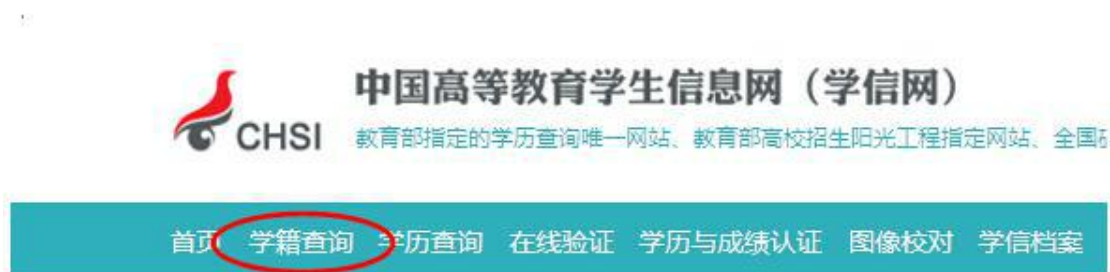 中国高等教育学生信息网（学信网）
CHSI
教育部指定的学历查询唯一网站、教育部高校招生阳光工程指定网站、全国
首页 学籍查询 学历查询 在线验证 学历与成绩认证 图像校对 学信档案